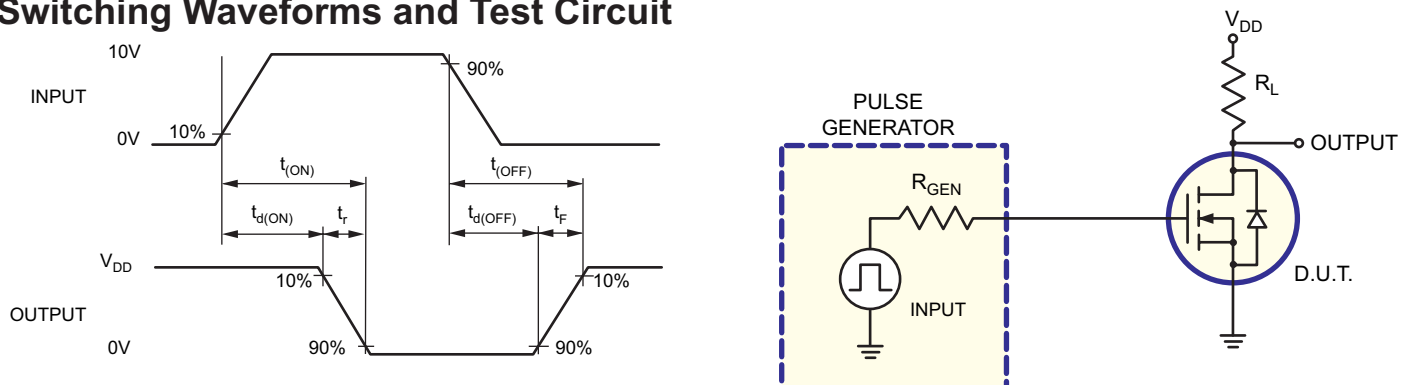 Switching Waveforms and Test Circuit
10V
INPUT
0V
10%
90%
t(ON)
t(OFF)
td(ON)
tr
td(OFF)
tF
VDD
OUTPUT
0V
10%
90%
10%
90%
PULSE
GENERATOR
RGEN
INPUT
VDD
RL
OUTPUT
D.U.T.